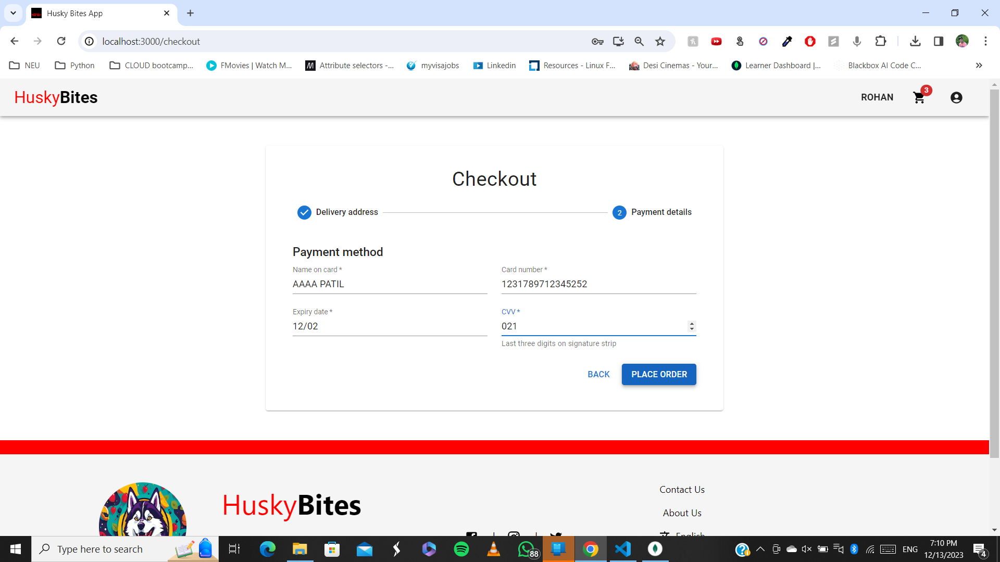 Husky Bites App
localhost:3000/checkout
NEU
Python
CLOUD bootcamp...
FMovies | Watch M...
Attribute selectors -...
myvisajobs
Linkedin
Resources - Linux F...
Desi Cinemas - Your...
Learner Dashboard |...
Blackbox AI Code C...
HuskyBites
ROHAN
3
Checkout
Delivery address
2 Payment details
Payment method
Name on card *
Card number *
AAAA PATIL
1231789712345252
Expiry date *
CVV *
12/02
021
Last three digits on signature strip
BACK
PLACE ORDER
HuskyBites
Contact Us
About Us
English
Type here to search
88
ENG
7:10 PM
12/13/2023
4